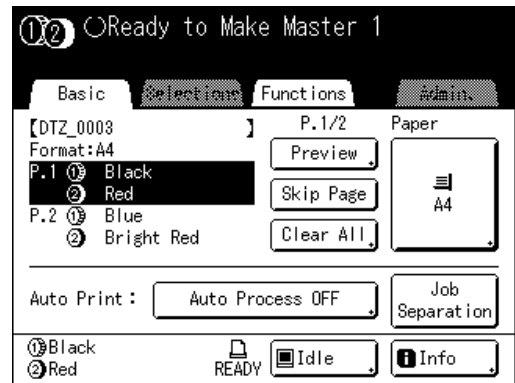 ①② Ready to Make Master 1
Basic Selections Functions Admin.
【DTZ_0003 】 P.1/2 Paper
Format:A4 Preview
P.1 ① Black
② Red Skip Page A4
P.2 ① Blue
② Bright Red Clear All
Auto Print: Auto Process OFF Job Separation
①Black
②Red READY Idle Info